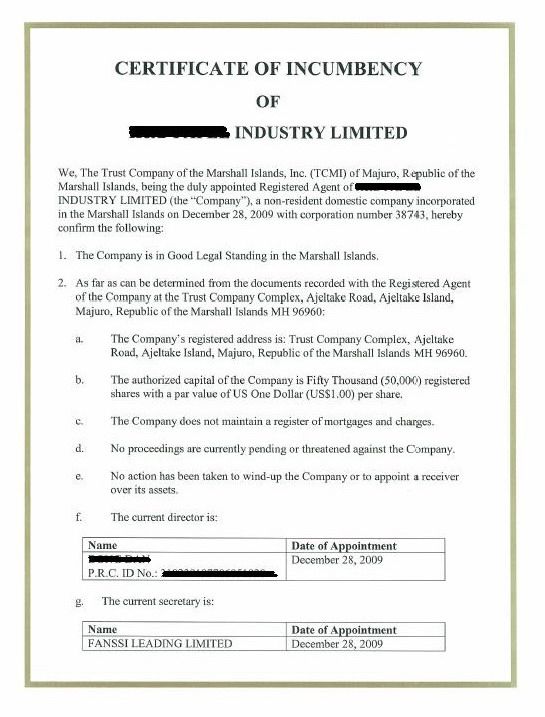 CERTIFICATE OF INCUMBENCY
OF
INDUSTRY LIMITED
We, The Trust Company of the Marshall Islands, Inc. (TCMI) of Majuro, Republic of the
Marshall Islands, being the duly appointed Registered Agent of
INDUSTRY LIMITED (the “Company”), a non-resident domestic company incorporated
in the Marshall Islands on December 28, 2009 with corporation number 38743, hereby
confirm the following:
1. The Company is in Good Legal Standing in the Marshall Islands.
2. As far as can be determined from the documents recorded with the Registered Agent
of the Company at the Trust Company Complex, Ajeltake Road, Ajeltake Island,
Majuro, Republic of the Marshall Islands MH 96960:
a. The Company's registered address is: Trust Company Complex, Ajeltake
Road, Ajeltake Island, Majuro, Republic of the Marshall Islands MH 96960.
b. The authorized capital of the Company is Fifty Thousand (50,000) registered
shares with a par value of US One Dollar (US$1.00) per share.
c. The Company does not maintain a register of mortgages and charges.
d. No proceedings are currently pending or threatened against the Company.
e. No action has been taken to wind-up the Company or to appoint a receiver
over its assets.
f. The current director is:
Name Date of Appointment
December 28, 2009
P.R.C. ID No.:
g. The current secretary is:
Name Date of Appointment
FANSSI LEADING LIMITED December 28, 2009